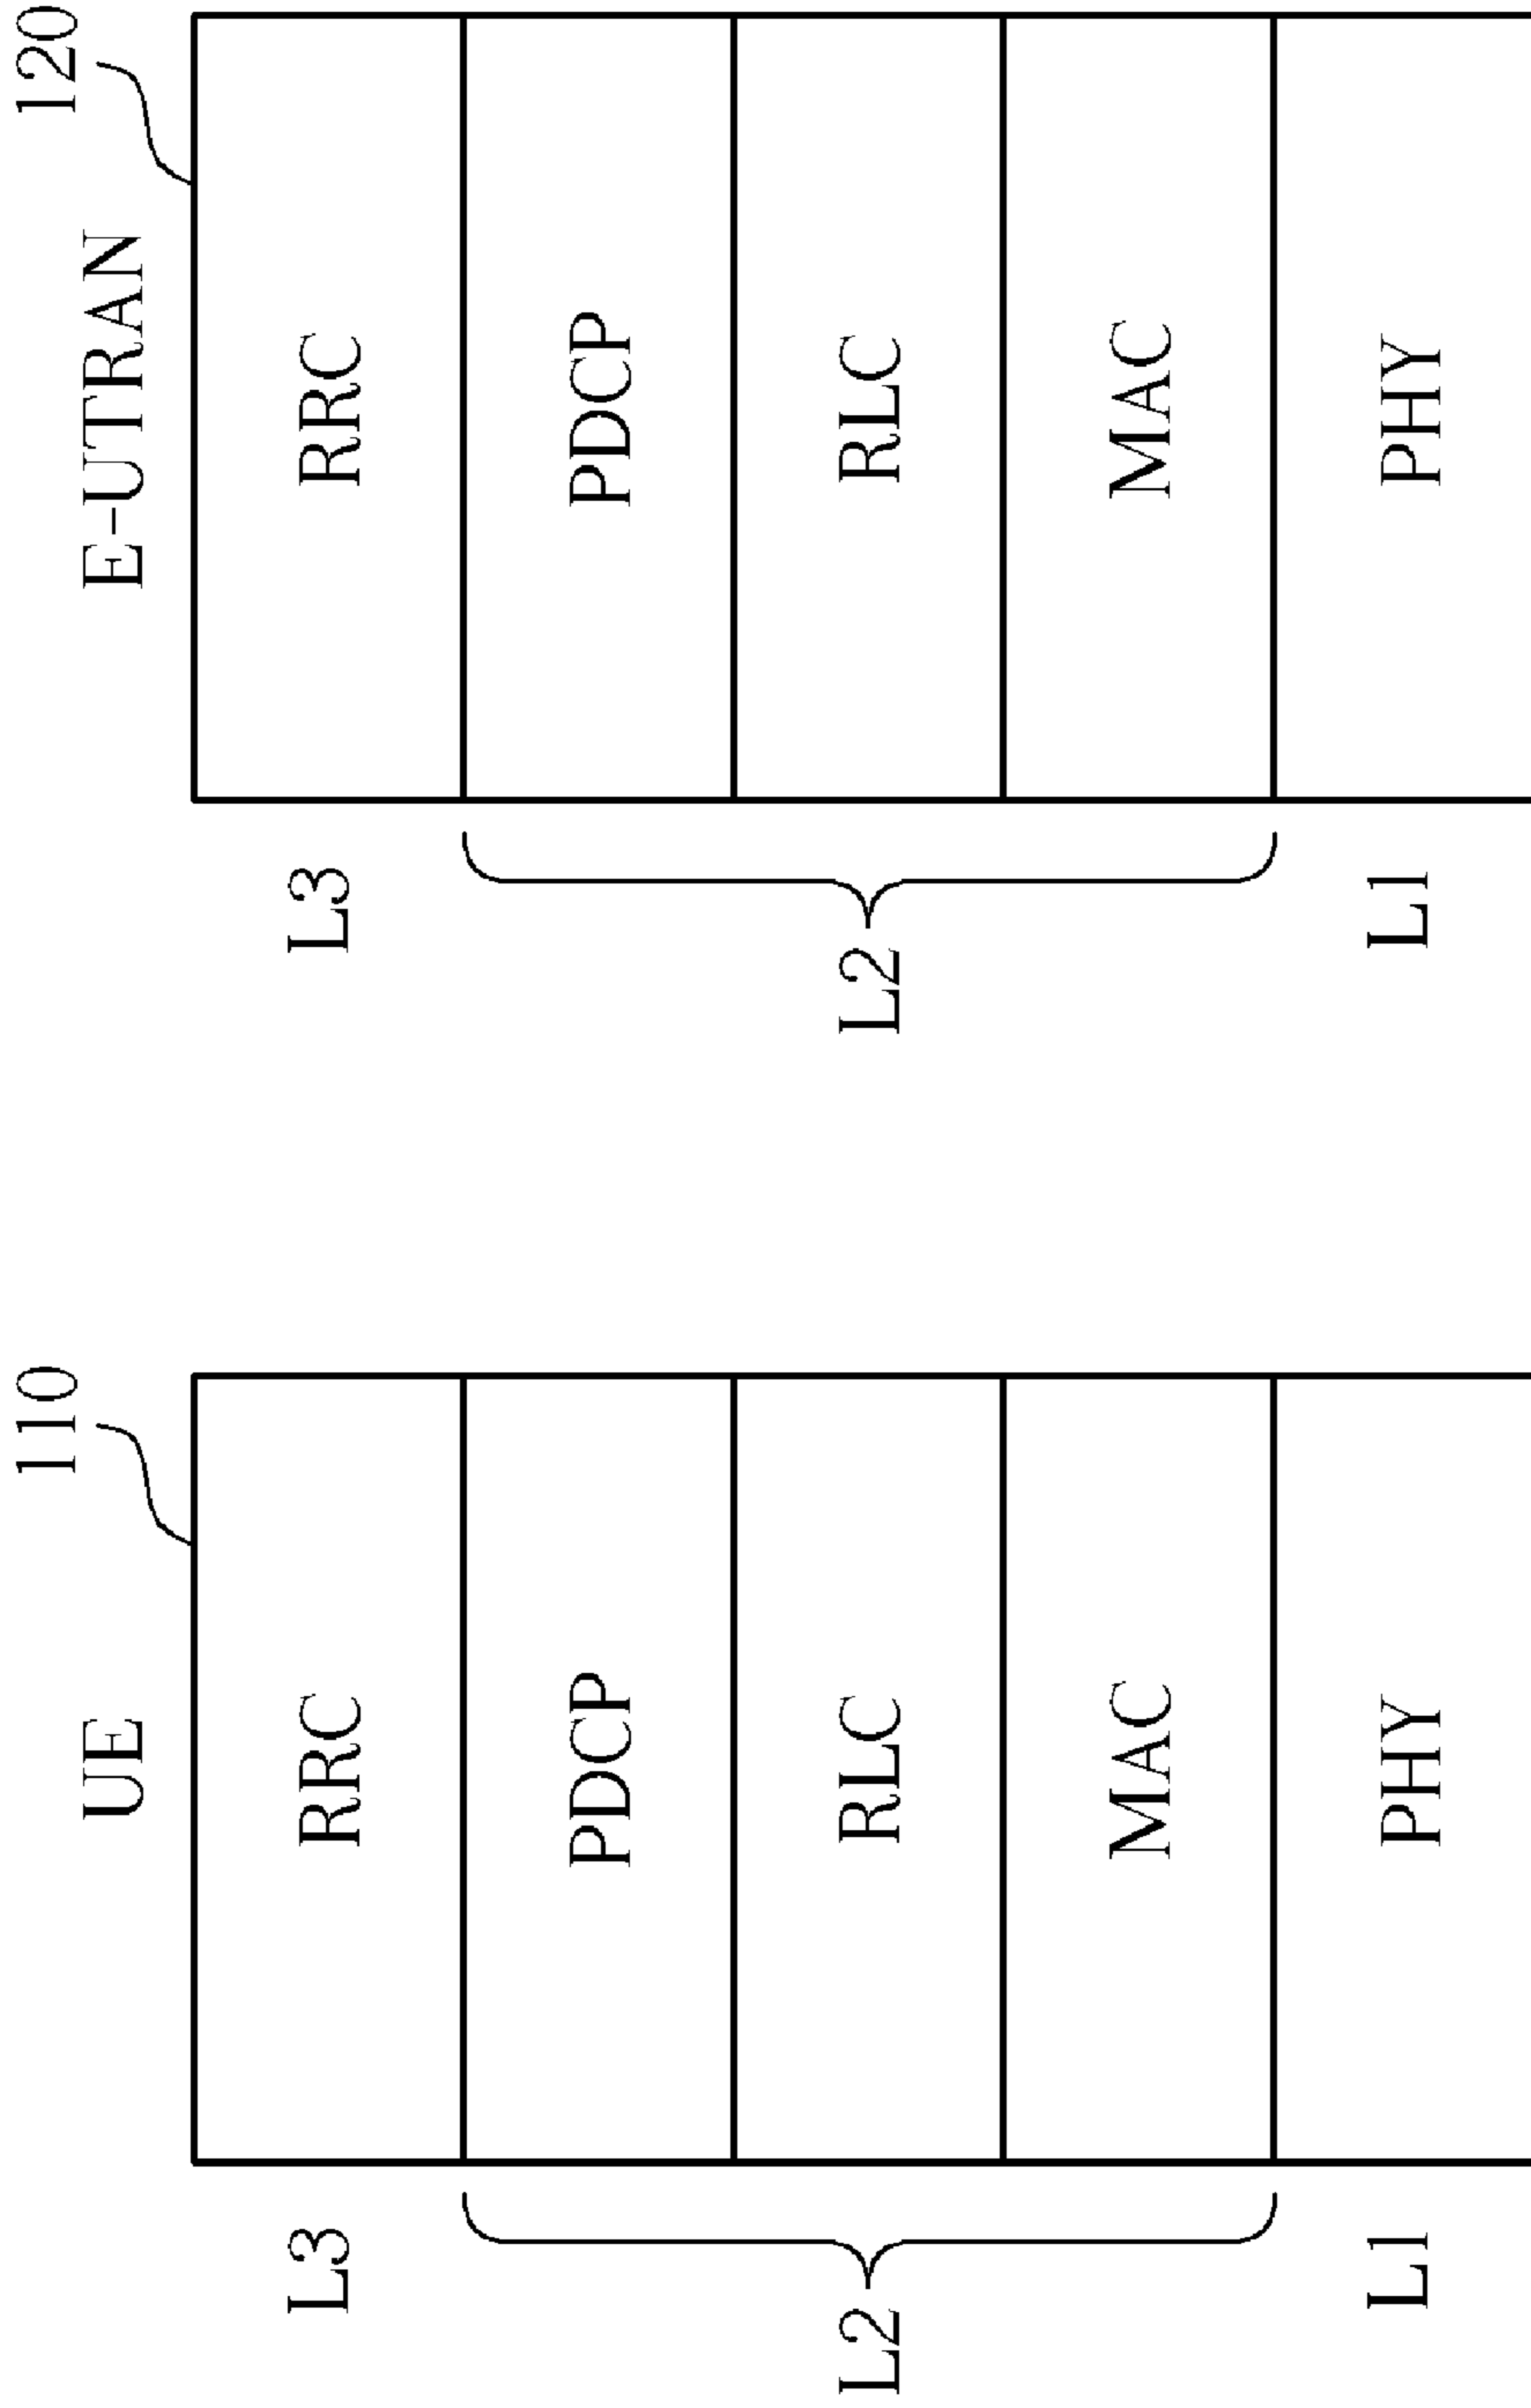 110
UE
L3
RRC
PDCP
L2
RLC
MAC
L1
PHY
120
E-UTRAN
L3
RRC
PDCP
L2
RLC
MAC
L1
PHY